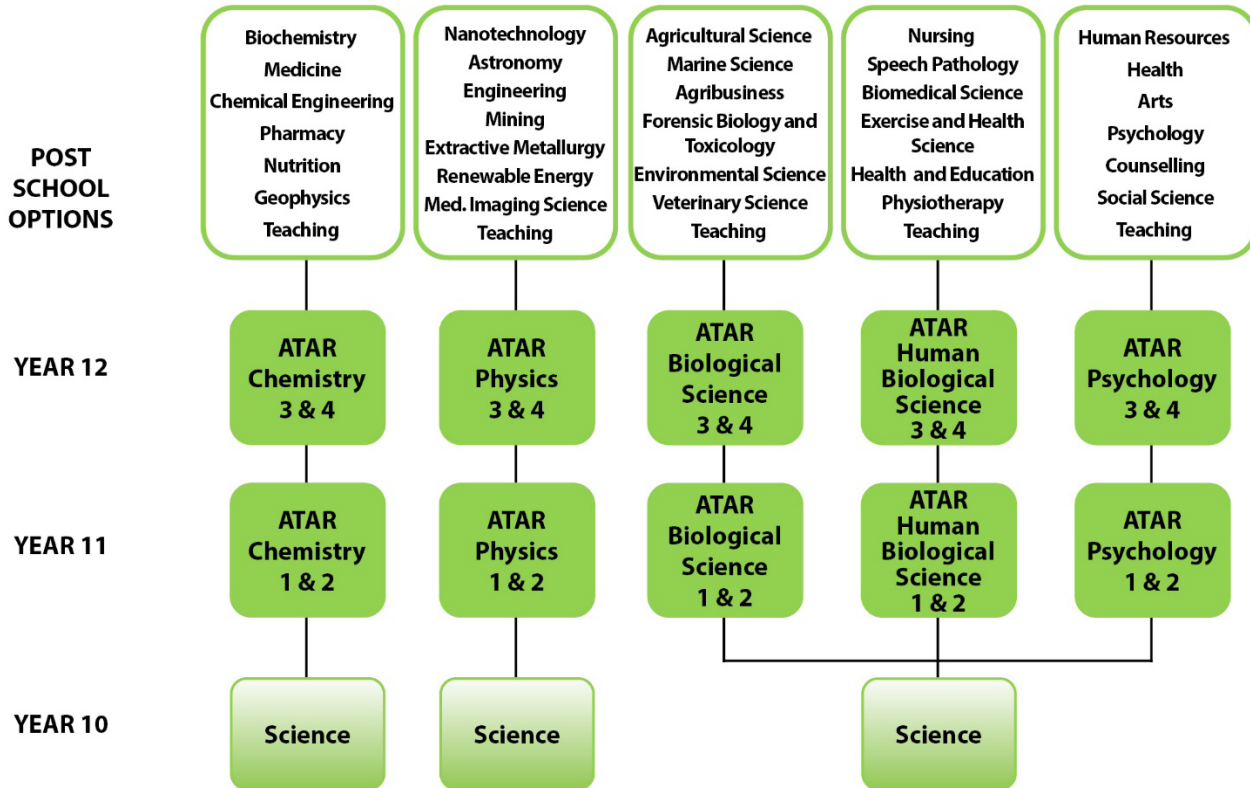 POST
SCHOOL
OPTIONS
Biochemistry
Medicine
Chemical Engineering
Pharmacy
Nutrition
Geophysics
Teaching
Nanotechnology
Astronomy
Engineering
Mining
Extractive Metallurgy
Renewable Energy
Med. Imaging Science
Teaching
Agricultural Science
Marine Science
Agribusiness
Forensic Biology and
Toxicology
Environmental Science
Veterinary Science
Teaching
Nursing
Speech Pathology
Biomedical Science
Exercise and Health
Science
Health and Education
Physiotherapy
Teaching
Human Resources
Health
Arts
Psychology
Counselling
Social Science
Teaching
YEAR 12
ATAR
Chemistry
3 & 4
ATAR
Physics
3 & 4
ATAR
Biological
Science
3 & 4
ATAR
Human
Biological
Science
3 & 4
ATAR
Psychology
3 & 4
YEAR 11
ATAR
Chemistry
1 & 2
ATAR
Physics
1 & 2
ATAR
Biological
Science
1 & 2
ATAR
Human
Biological
Science
1 & 2
ATAR
Psychology
1 & 2
YEAR 10
Science
Science
Science